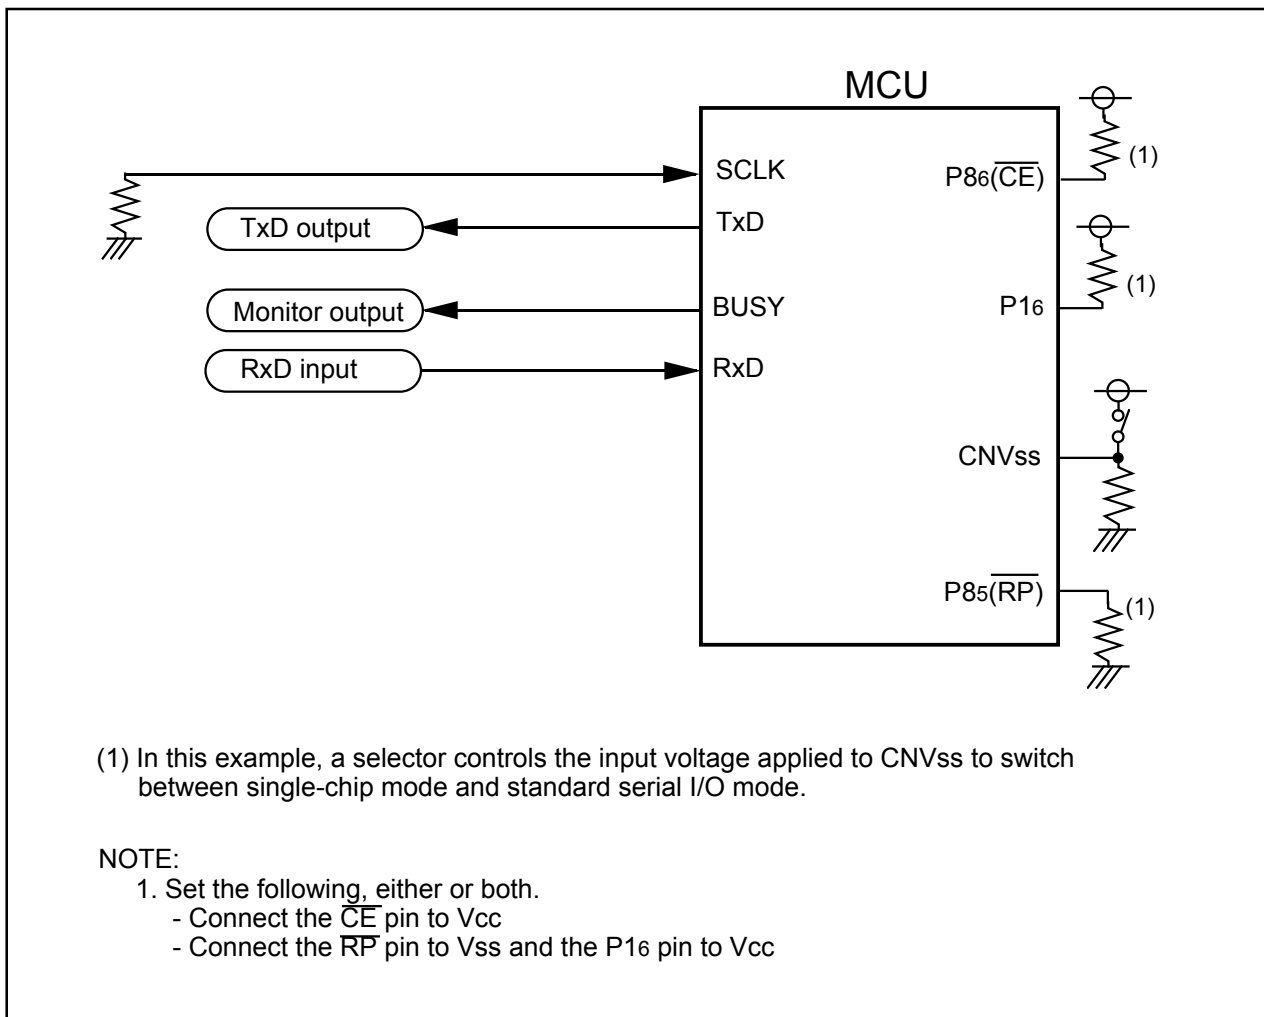 MCU
SCLK
P86(CE)
(1)
TxD output
TxD
Monitor output
BUSY
P16
(1)
RxD input
RxD
CNVss
P85(RP)
(1)
(1) In this example, a selector controls the input voltage applied to CNVss to switch
between single-chip mode and standard serial I/O mode.
NOTE:
1. Set the following, either or both.
- Connect the CE pin to Vcc
- Connect the RP pin to Vss and the P16 pin to Vcc